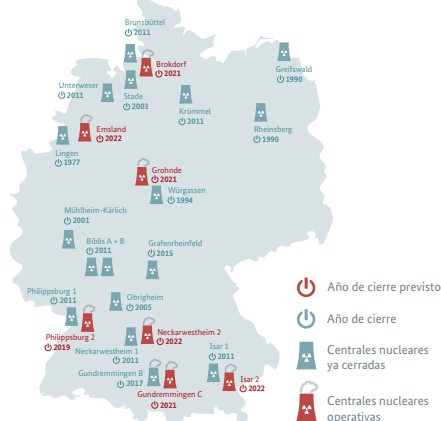 Brunsbüttel
2011
Brokdorf
2021
Greifswald
1990
Unterweser
2011
Stade
2003
Krümmel
2011
Rheinsberg
1990
Emsland
2022
Lingen
1977
Grohnde
2021
Würgassen
1994
Mühlheim-Kärlich
2001
Biblis A + B
2011
Grafenrheinfeld
2015
Philippsburg 1
2011
Obrigheim
2005
Philippsburg 2
2019
Neckarwestheim 2
2022
Neckarwestheim 1
2011
Isar 1
2011
Gundremmingen B
2017
Isar 2
2022
Gundremmingen C
2021
Año de cierre previsto
Año de cierre
Centrales nucleares
ya cerradas
Centrales nucleares
operativas